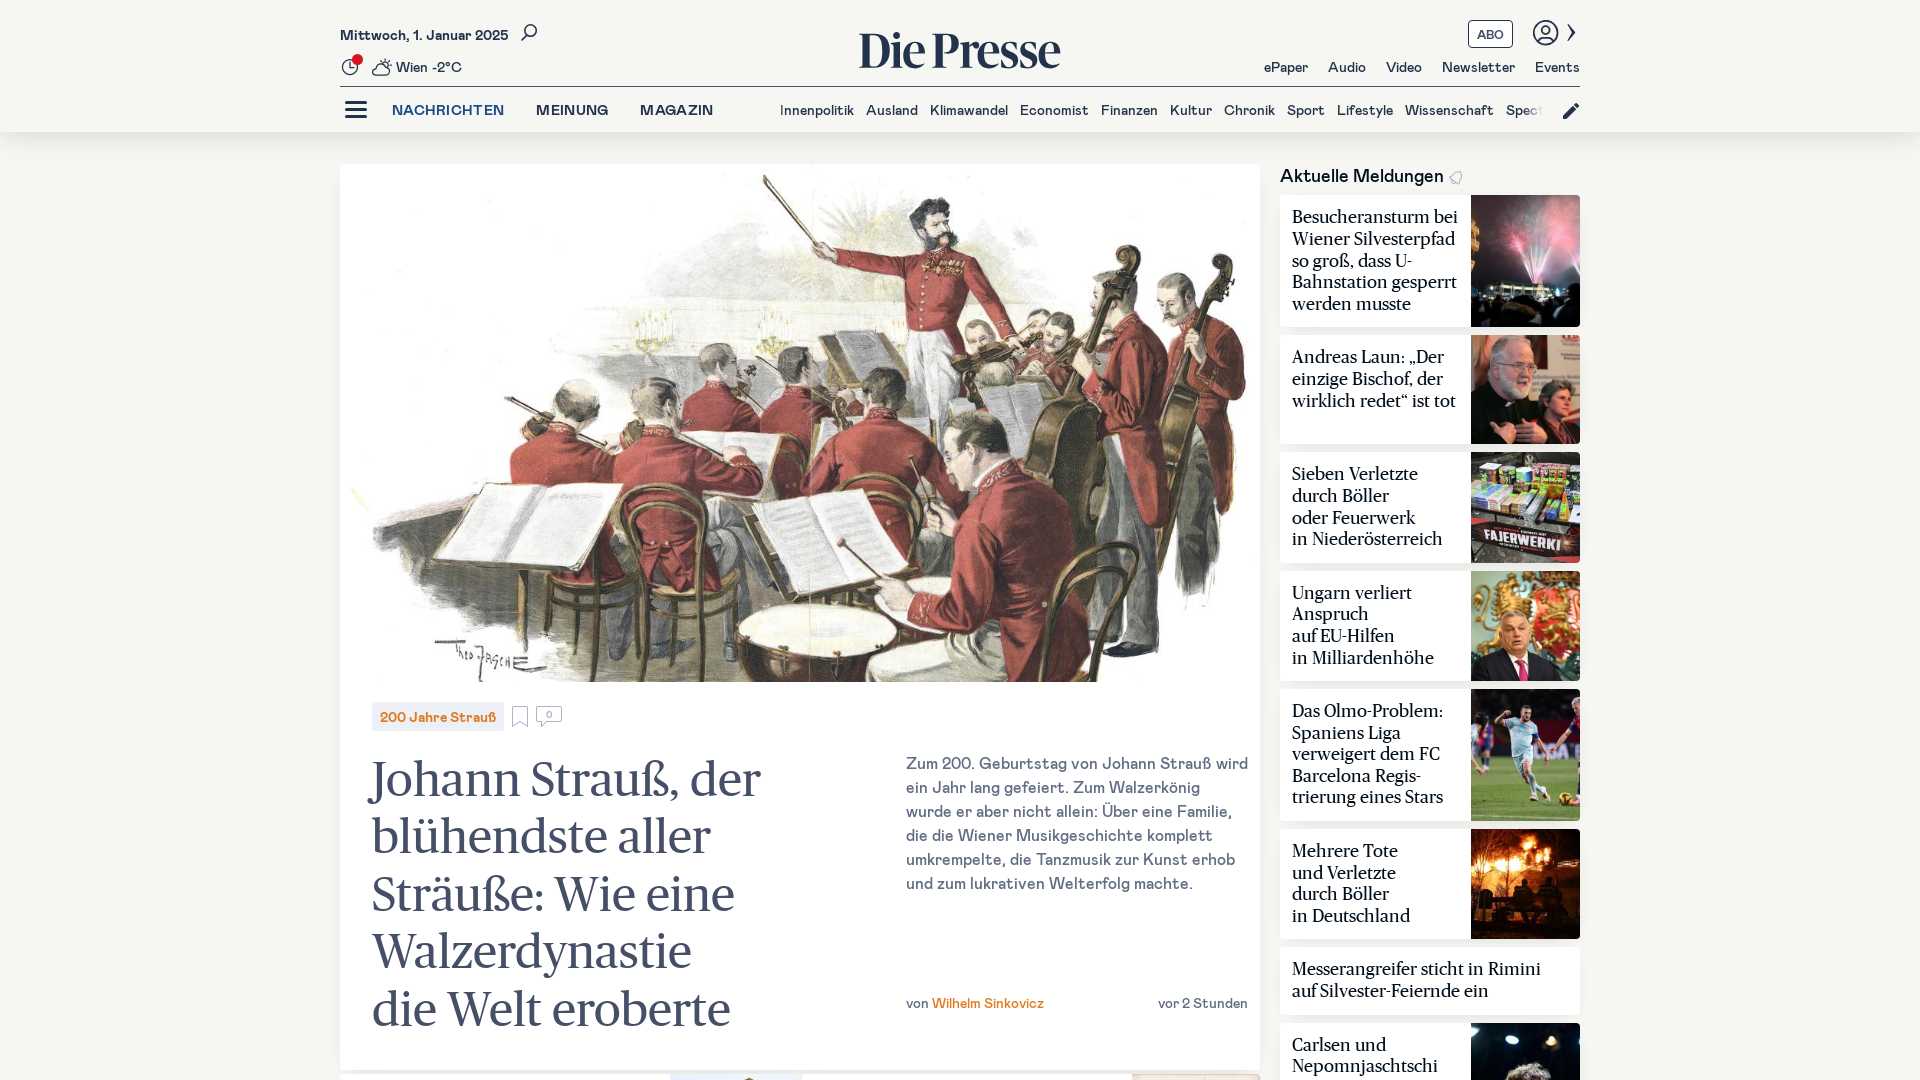 Mittwoch, 1. Januar 2025
Wien -2°C
Die Presse
ABO
ePaper Audio Video Newsletter Events
NACHRICHTEN MEINUNG MAGAZIN
Innenpolitik Ausland Klimawandel Economist Finanzen Kultur Chronik Sport Lifestyle Wissenschaft Spect
Theo Zasche
200 Jahre Strauß
0
Johann Strauß, der
blühendste aller
Sträuße: Wie eine
Walzerdynastie
die Welt eroberte
Zum 200. Geburtstag von Johann Strauß wird
ein Jahr lang gefeiert. Zum Walzerkönig
wurde er aber nicht allein: Über eine Familie,
die die Wiener Musikgeschichte komplett
umkrempelte, die Tanzmusik zur Kunst erhob
und zum lukrativen Welterfolg machte.
von Wilhelm Sinkovicz
vor 2 Stunden
Aktuelle Meldungen
Besucheransturm bei
Wiener Silvesterpfad
so groß, dass U-
Bahnstation gesperrt
werden musste
Andreas Laun: „Der
einzige Bischof, der
wirklich redet“ ist tot
Sieben Verletzte
durch Böller
oder Feuerwerk
in Niederösterreich
FAJERWERKI
Ungarn verliert
Anspruch
auf EU-Hilfen
in Milliardenhöhe
Das Olmo-Problem:
Spaniens Liga
verweigert dem FC
Barcelona Regis-
trierung eines Stars
Mehrere Tote
und Verletzte
durch Böller
in Deutschland
Messerangreifer sticht in Rimini
auf Silvester-Feiernde ein
Carlsen und
Nepomnjaschtschi